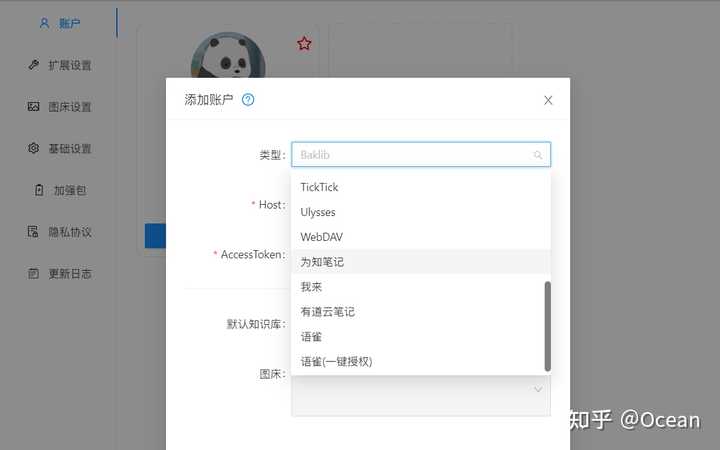 账户
扩展设置
图床设置
基础设置
加强包
隐私协议
更新日志
添加账户
类型:
Baklib
* Host:
* AccessToken:
默认知识库:
图床:
TickTick
Ulysses
WebDAV
为知笔记
我来
有道云笔记
语雀
语雀(一键授权)
知乎 @Ocean